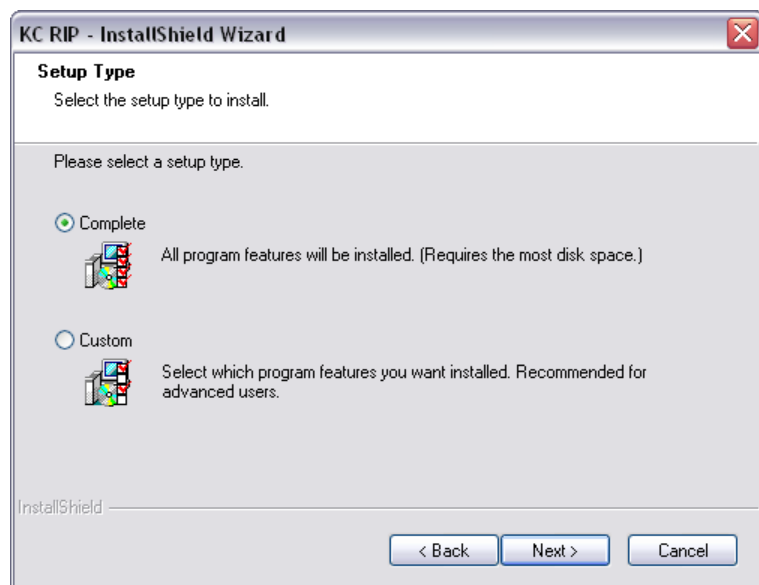 KC RIP - InstallShield Wizard
Setup Type
Select the setup type to install.
Please select a setup type.
Complete
All program features will be installed. (Requires the most disk space.)
Custom
Select which program features you want installed. Recommended for
advanced users.
InstallShield
< Back
Next >
Cancel